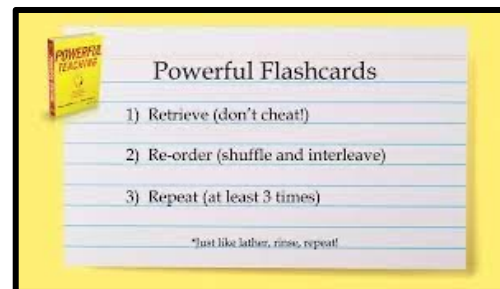 POWERFUL
TEACHING
Powerful Flashcards
1) Retrieve (don't cheat!)
2) Re-order (shuffle and interleave)
3) Repeat (at least 3 times)
*Just like lather, rinse, repeat!